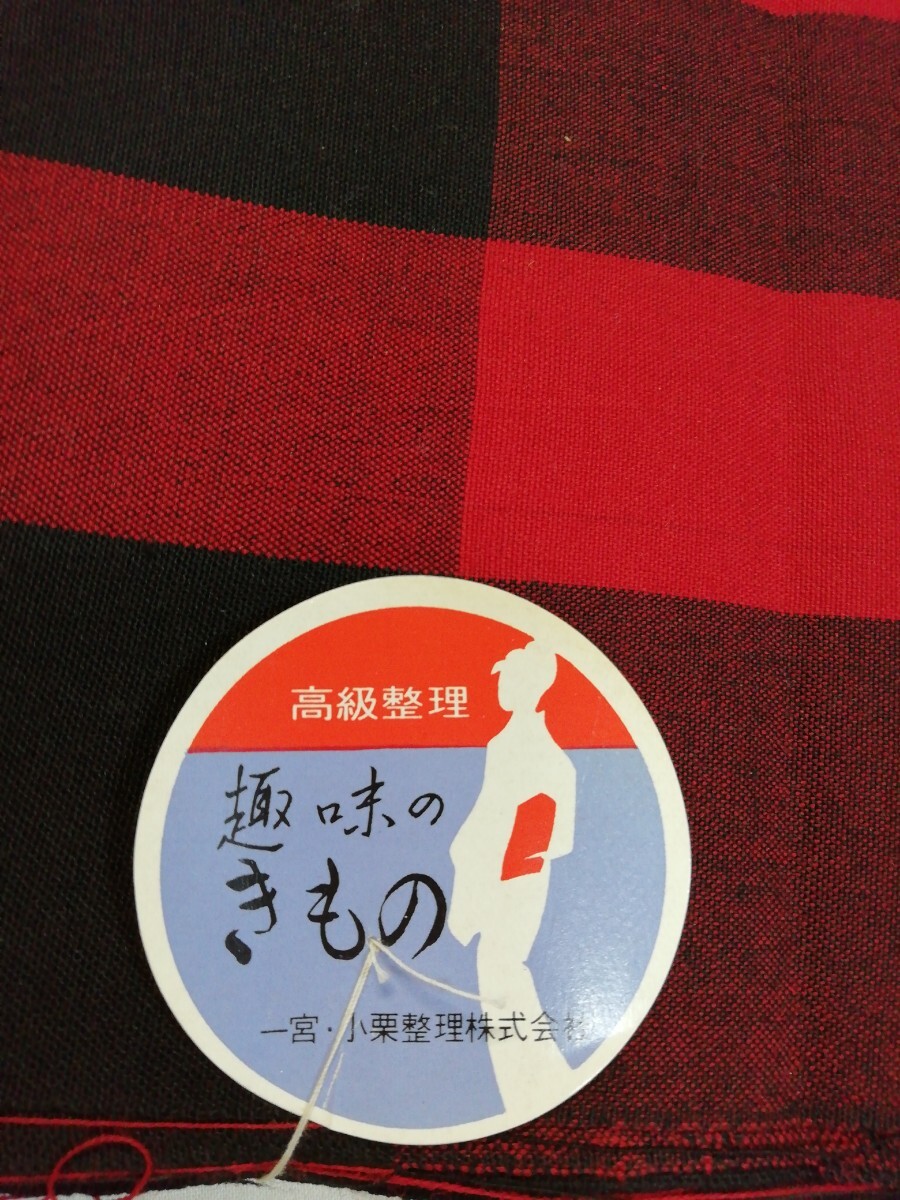 高級整理
趣味の
きもの
一宮・小栗整理株式会社